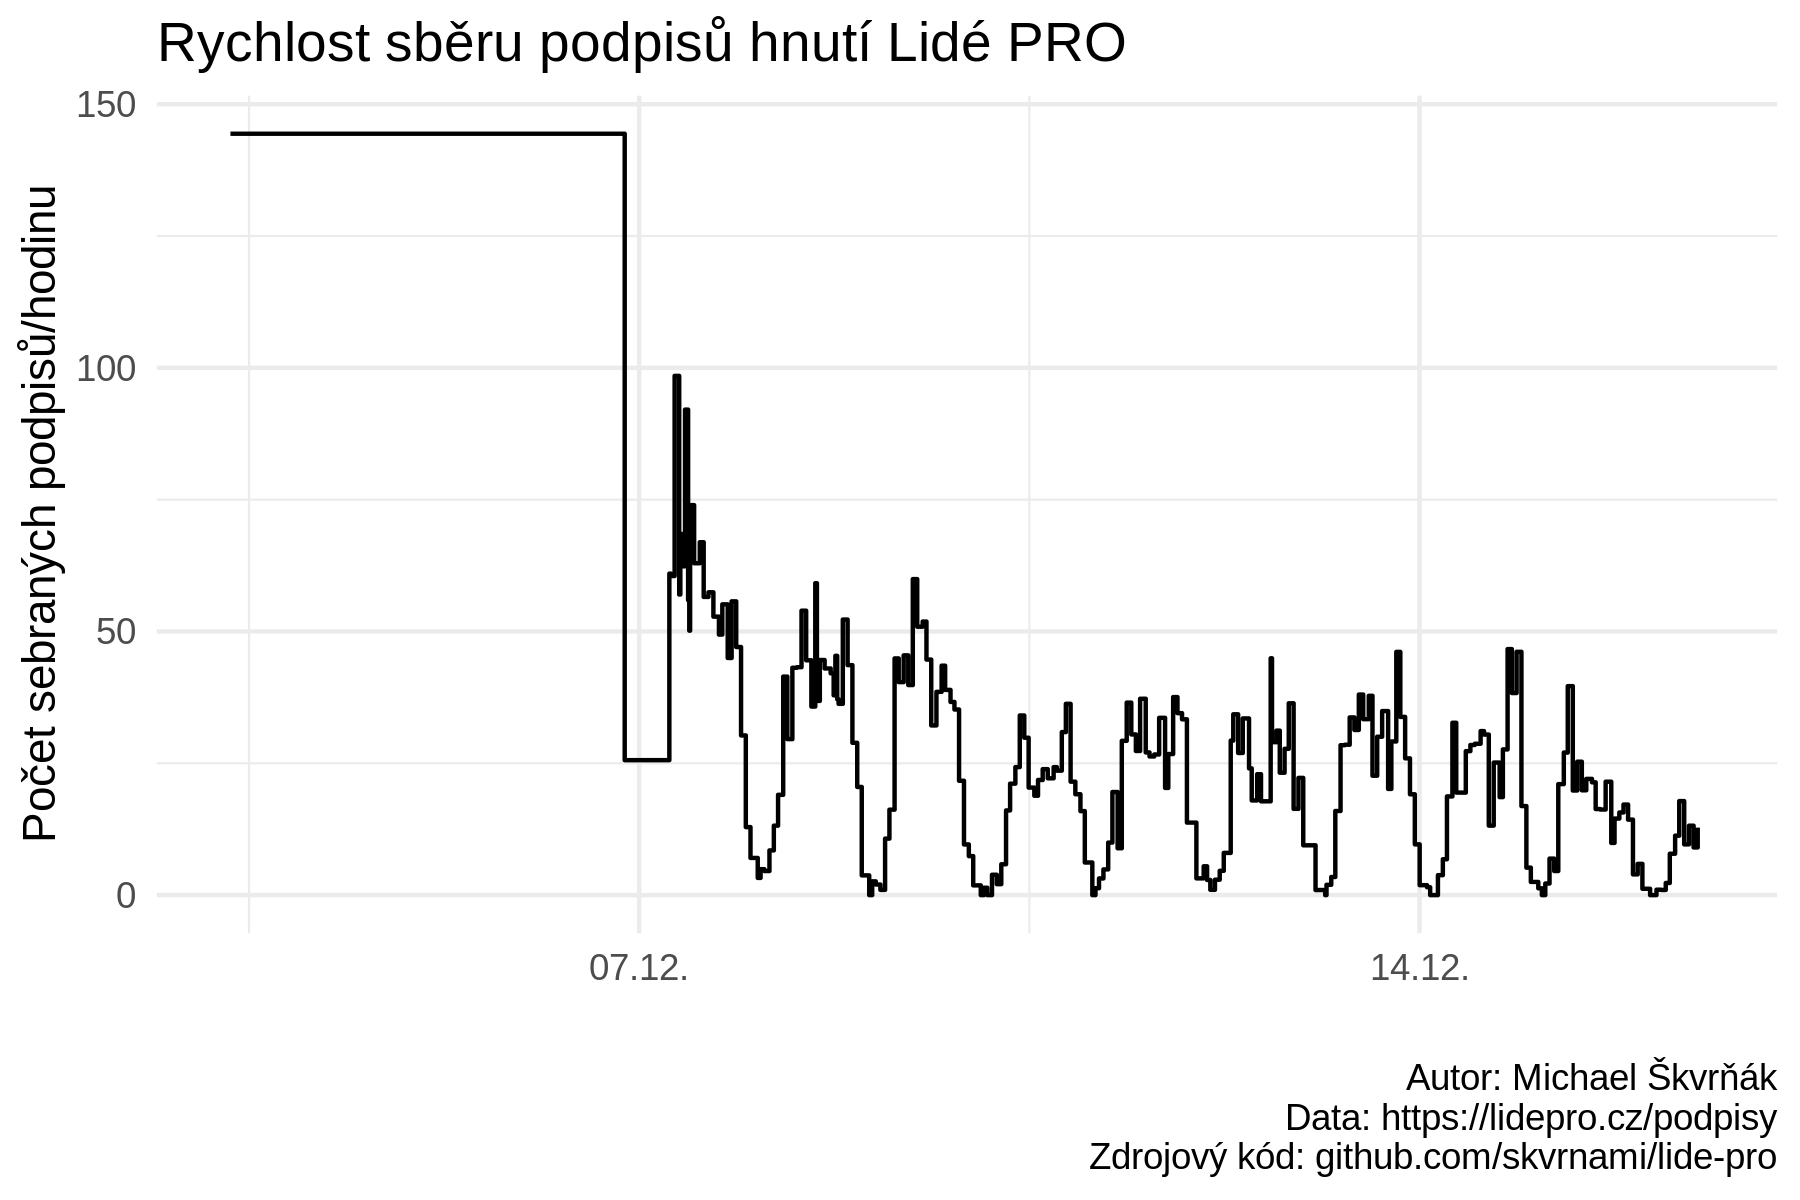 Rychlost sběru podpisů hnutí Lidé PRO
Počet sebraných podpisů/hodinu
150
100
50
0
07.12.
14.12.
Autor: Michael Škvrňák
Data: https://lidepro.cz/podpisy
Zdrojový kód: github.com/skvrnami/lide-pro